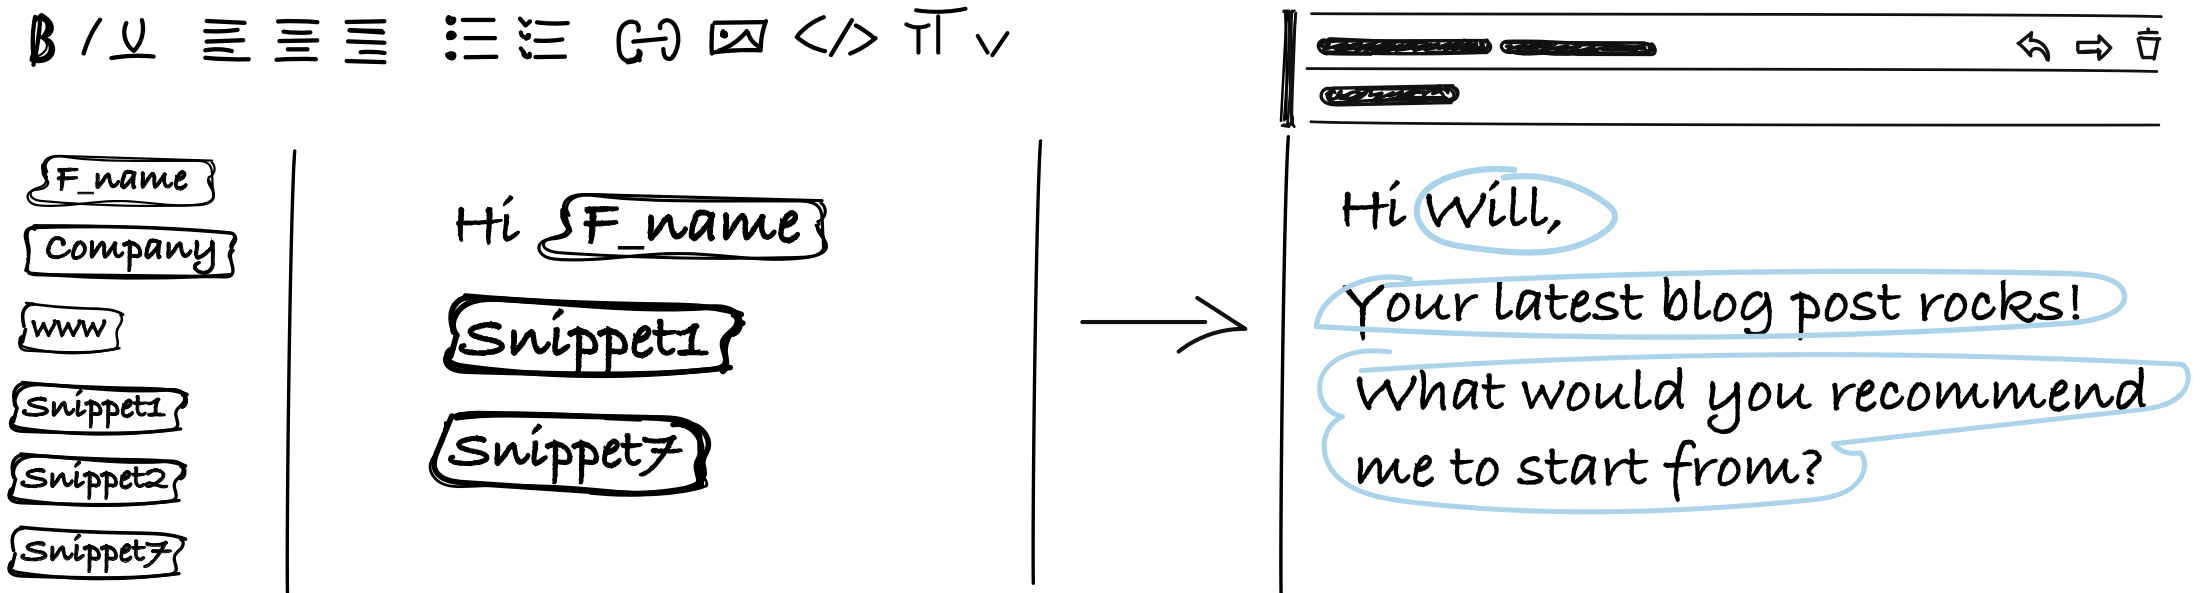 B I U </> TT
F_name
Company
www
Snippet1
Snippet2
Snippet7
Hi F_name
Snippet1
Snippet7
Hi Will,
Your latest blog post rocks!
What would you recommend
me to start from?